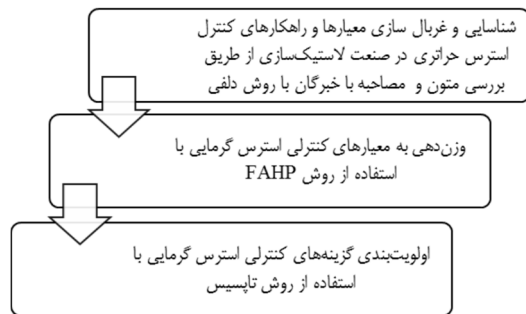 شناسایی و غربال سازی معیارها و راهکارهای کنترل
استرس حراتری در صنعت لاستیک‌سازی از طریق
بررسی متون و مصاحبه با خبرگان با روش دلفی
وزن‌دهی به معیارهای کنترلی استرس گرمایی با
استفاده از روش FAHP
اولویت‌بندی گزینه‌های کنترلی استرس گرمایی با
استفاده از روش تاپسیس